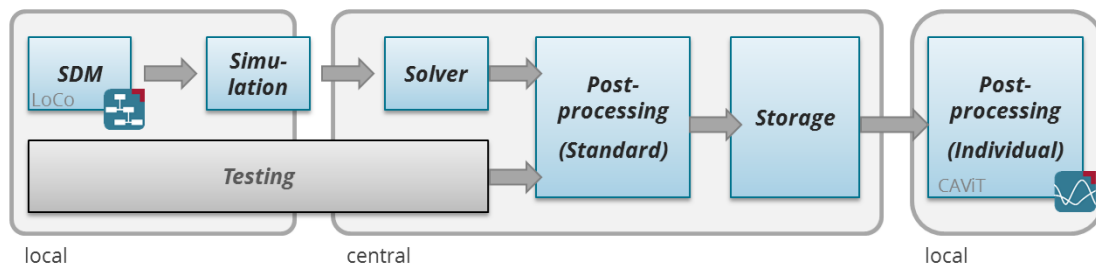 SDM
LoCo
Simu-
lation
Solver
Post-
processing
(Standard)
Storage
Post-
processing
(Individual)
CAViT
Testing
local
central
local